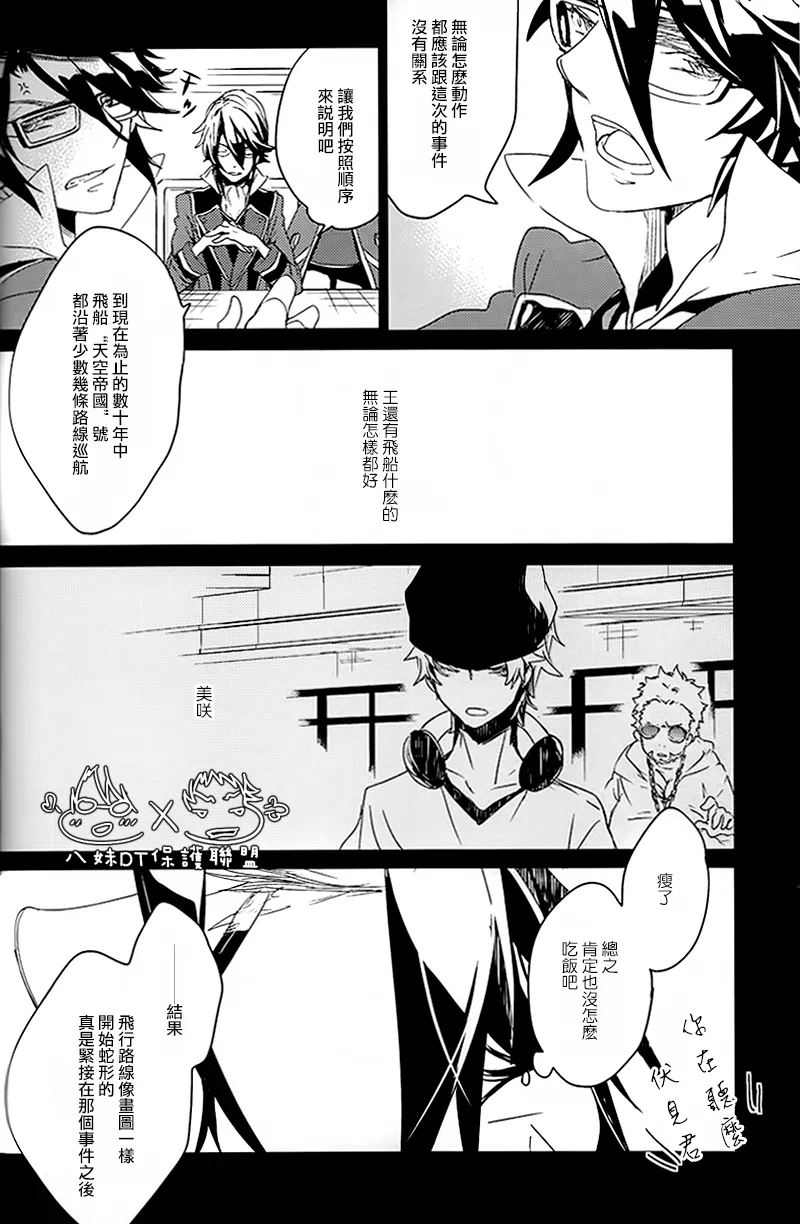 無論怎麼動作
都應該跟這次的事件
沒有關系
讓我們按照順序
來説明吧
チッ
到現在為止的數十年中
飛船“天空帝國”號
都沿著少數幾條路線巡航
王還有飛船什麽的
無論怎樣都好
美咲
八妹DT保護聯盟
瘦了
總之
肯定也沒怎麽
吃飯吧
你在聽麼
伏見君
——結果
飛行路線像畫圖一樣
開始蛇形的
真是緊接在那個事件之後